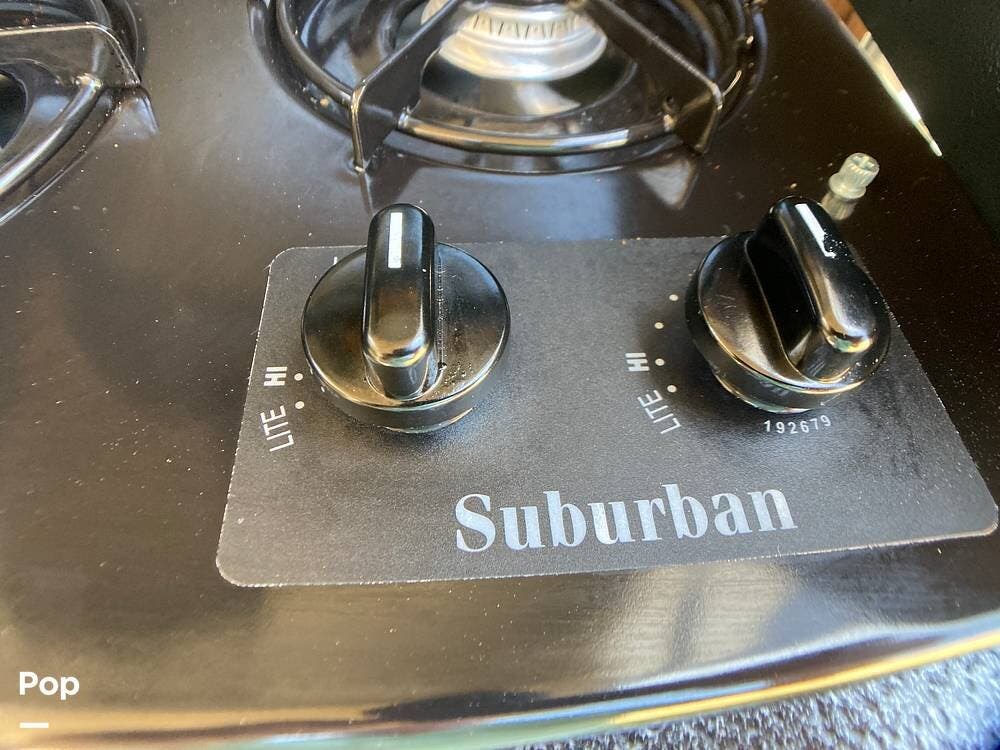 HI
LITE
HI
LITE
192679
Suburban
Pop